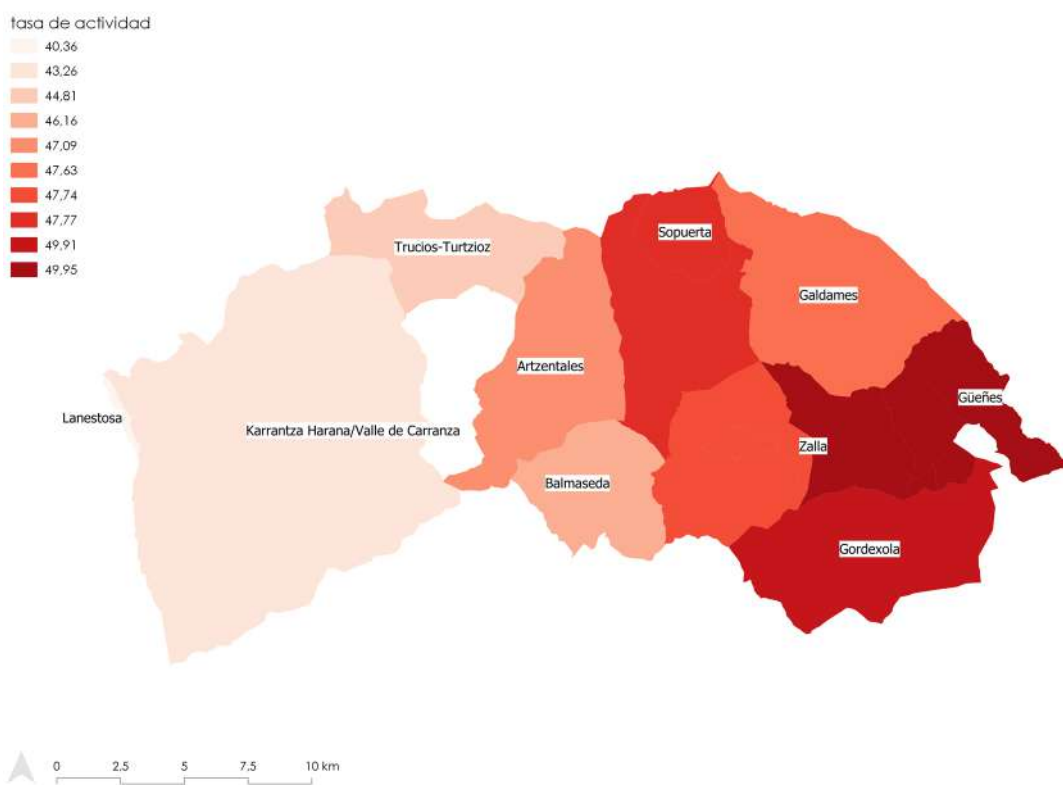 tasa de actividad
40,36
43,26
44,81
46,16
47,09
47,63
47,74
47,77
49,91
49,95
Sopuerta
Trucios-Turtzioz
Galdames
Artzentales
Güeñes
Lanestosa
Karrantza Harana/Valle de Carranza
Zalla
Balmaseda
Gordexola
0 2.5 5 7.5 10 km